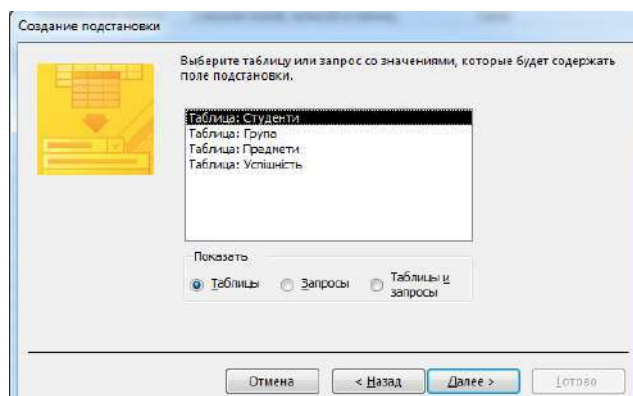 Создание подстановки
Выберите таблицу или запрос со значениями, которые будет содержать
поле подстановки.
Таблица: Студенти
Таблица: Група
Таблица: Предмети
Таблица: Успішність
Показать
Таблицы
Запросы
Таблицы и
запросы
Отмена
< Назад
Далее >
Готово